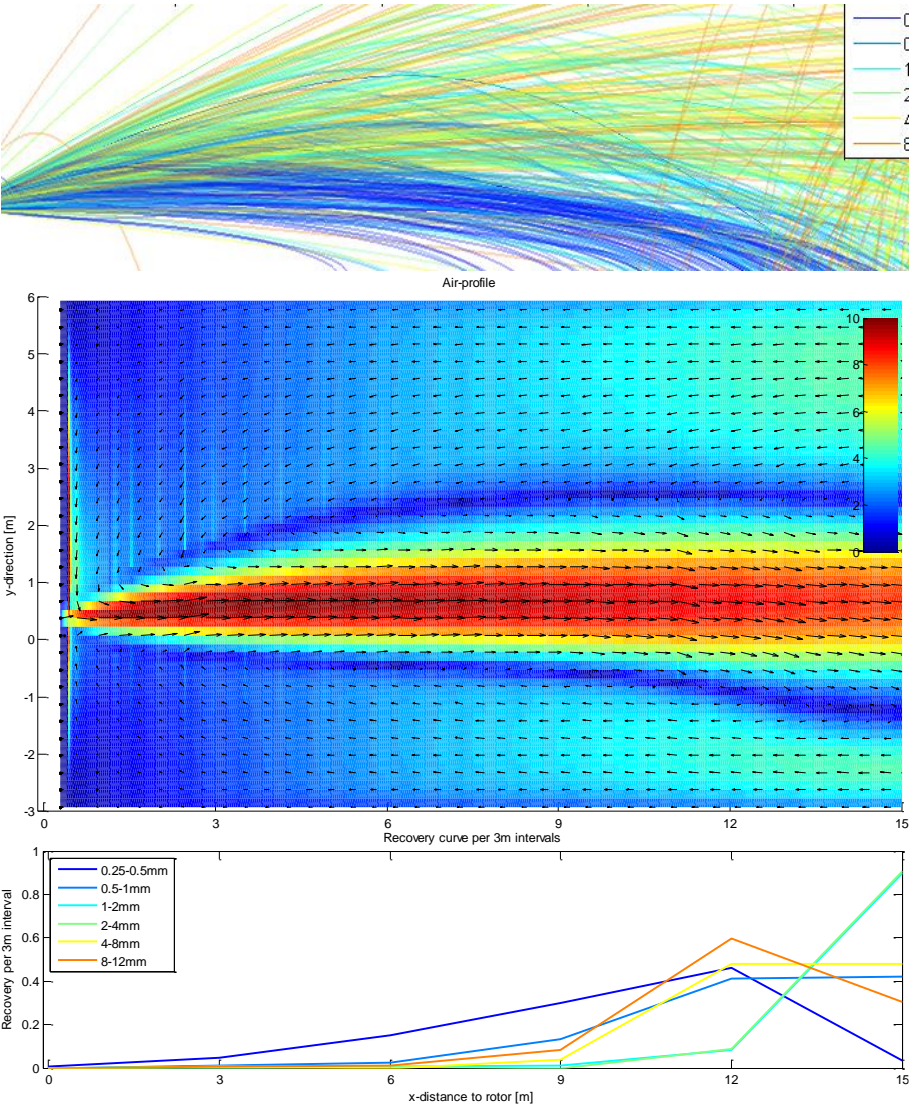 1
2
Air-profile
6
5
4
3
2
1
0
-1
-2
-3
y-direction [m]
10
8
6
4
2
0
0 3 6 9 12 15
Recovery curve per 3m intervals
1
0.8
0.6
0.4
0.2
0
Recovery per 3m interval
0.25-0.5mm
0.5-1mm
1-2mm
2-4mm
4-8mm
8-12mm
0 3 6 9 12 15
x-distance to rotor [m]